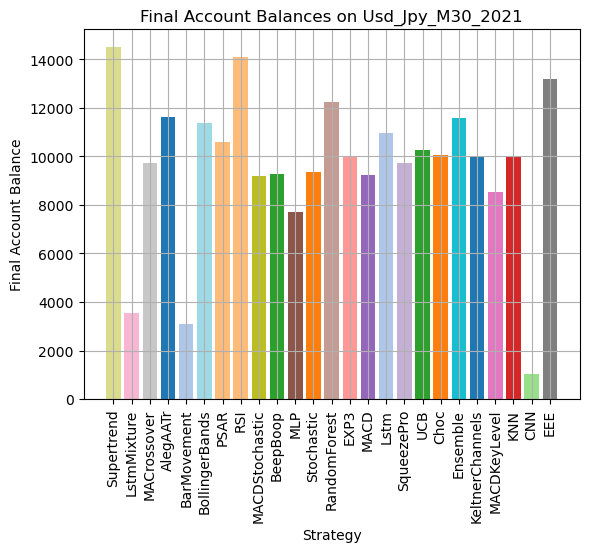 Final Account Balances on Usd_Jpy_M30_2021
Final Account Balance
14000
12000
10000
8000
6000
4000
2000
0
Supertrend
LstmMixture
MACrossover
AlegAATr
BarMovement
BollingerBands
PSAR
RSI
MACDStochastic
BeepBoop
MLP
Stochastic
RandomForest
EXP3
MACD
Lstm
SqueezePro
UCB
Choc
Ensemble
KeltnerChannels
MACDKeyLevel
KNN
CNN
EEE
Strategy